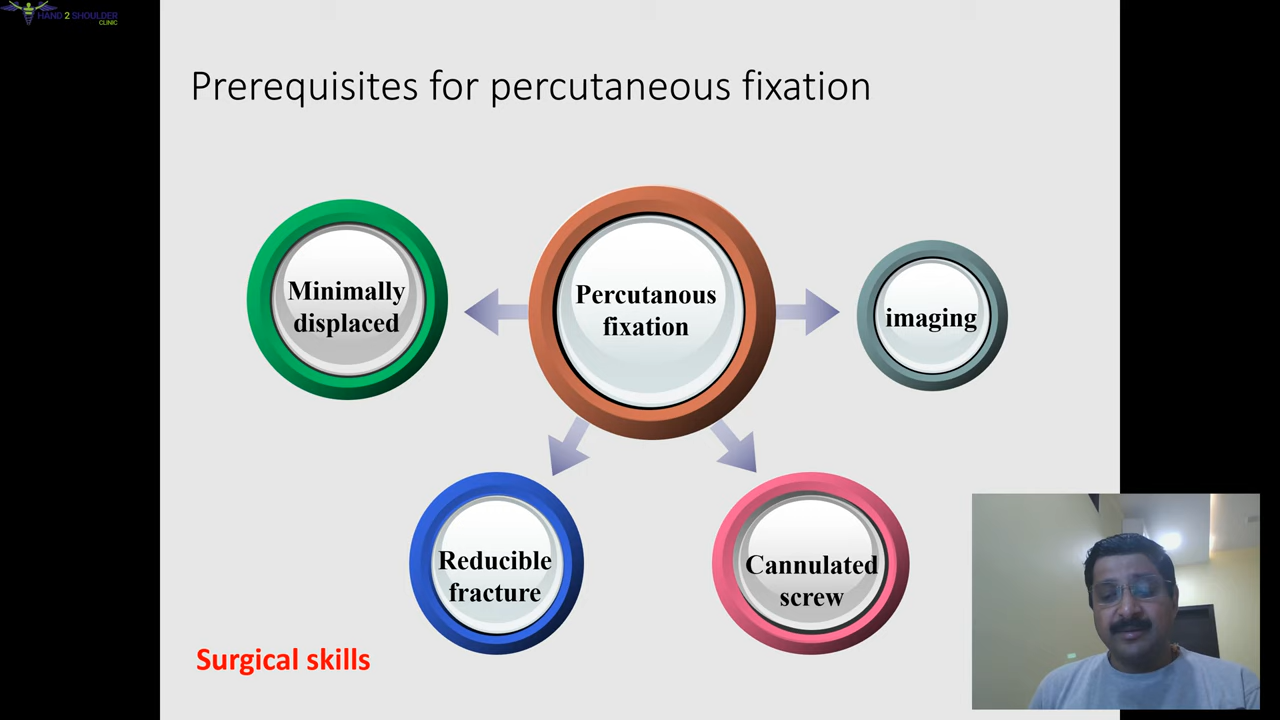 HAND 2 SHOULDER
CLINIC
Prerequisites for percutaneous fixation
Minimally
displaced
Percutanous
fixation
imaging
Reducible
fracture
Cannulated
screw
Surgical skills